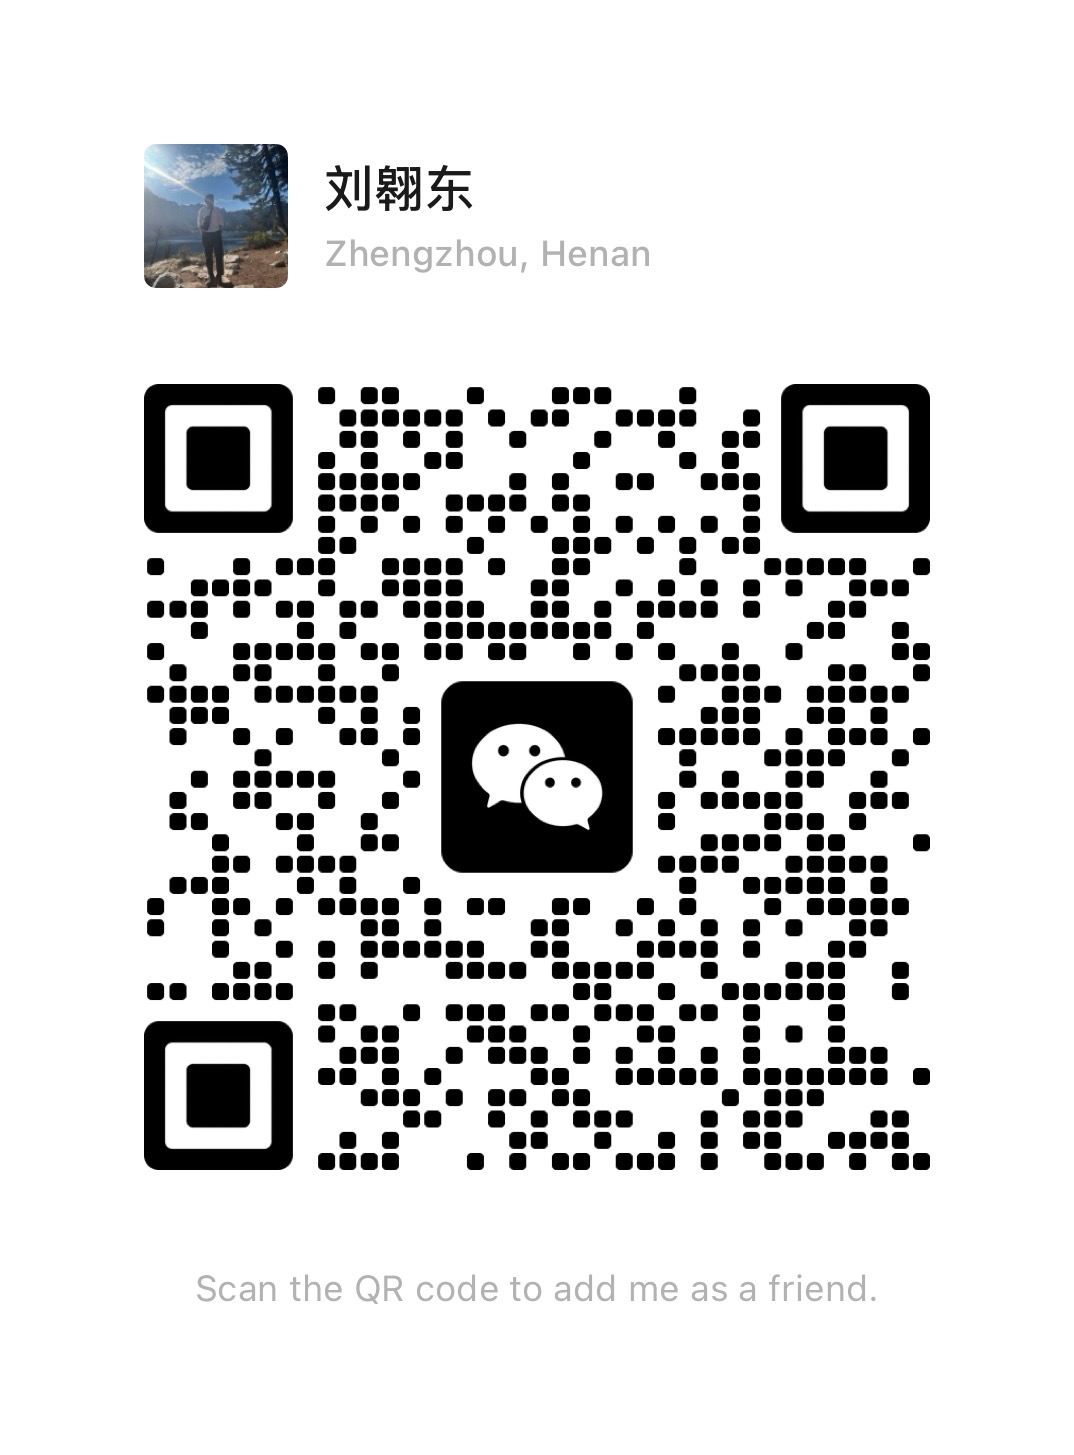 刘翱东
Zhengzhou, Henan
Scan the QR code to add me as a friend.